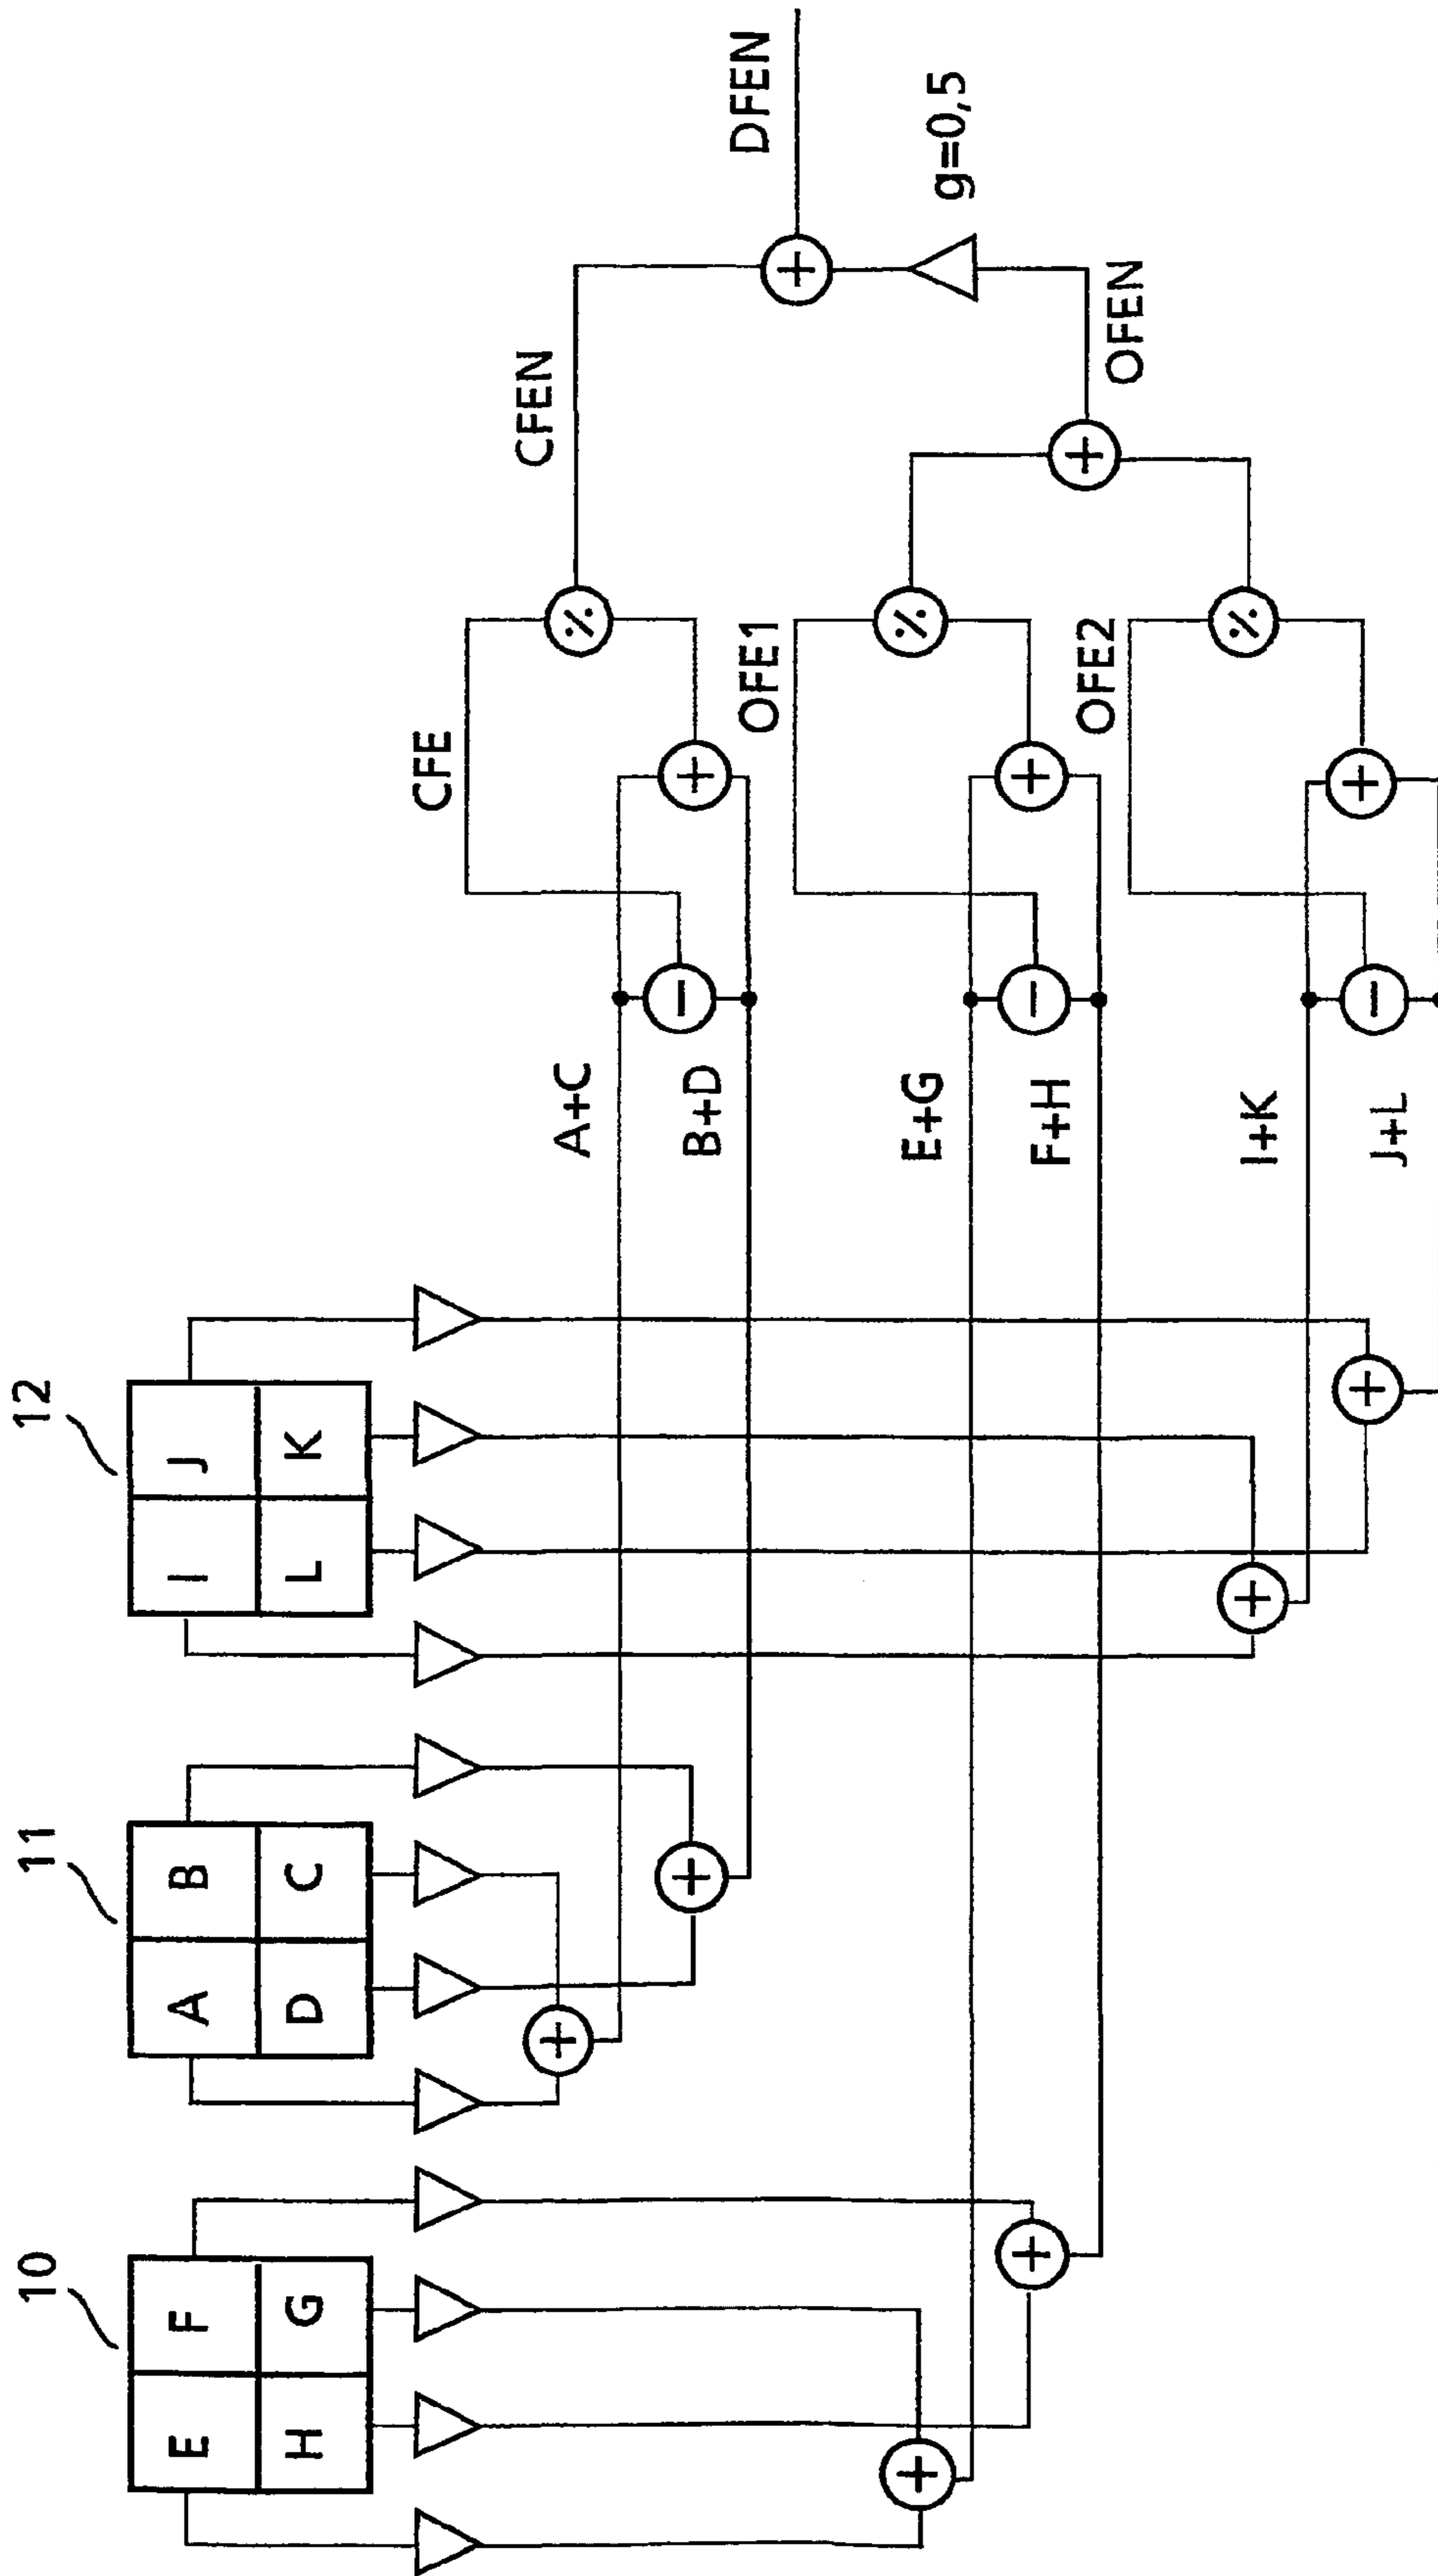 10
11
12
E F
H G
A B
D C
I J
L K
A+C
B+D
E+G
F+H
I+K
J+L
CFE
OFE1
OFE2
CFEN
OFEN
g=0,5
DFEN
+
+
+
+
+
+
−
−
−
+
+
+
%
%
%
+
+